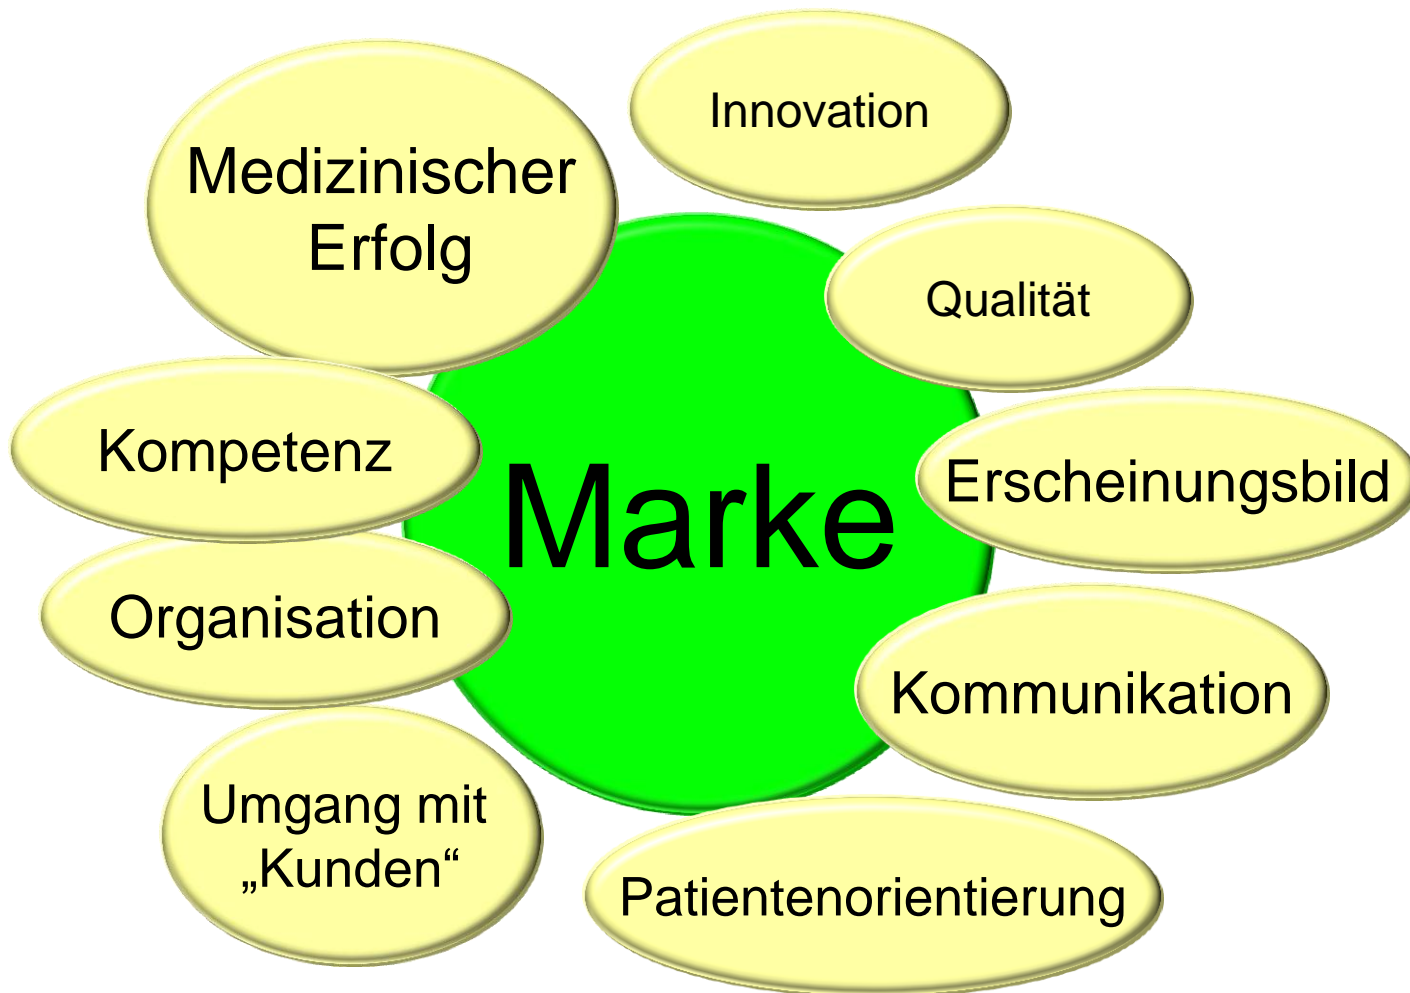 Innovation
Medizinischer
Erfolg
Qualität
Kompetenz
Erscheinungsbild
Marke
Organisation
Kommunikation
Umgang mit
„Kunden“
Patientenorientierung